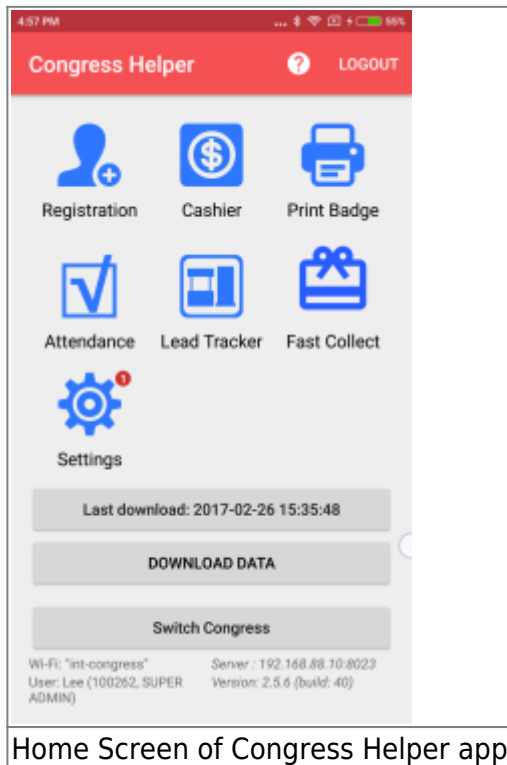 4:57 PM ... 55%
Congress Helper ? LOGOUT
Registration Cashier Print Badge
Attendance Lead Tracker Fast Collect
1
Settings
Last download: 2017-02-26 15:35:48
DOWNLOAD DATA
Switch Congress
Wi-Fi: "int-congress" Server : 192.168.88.10:8023
User: Lee (100262, SUPER Version: 2.5.6 (build: 40)
ADMIN)
Home Screen of Congress Helper app